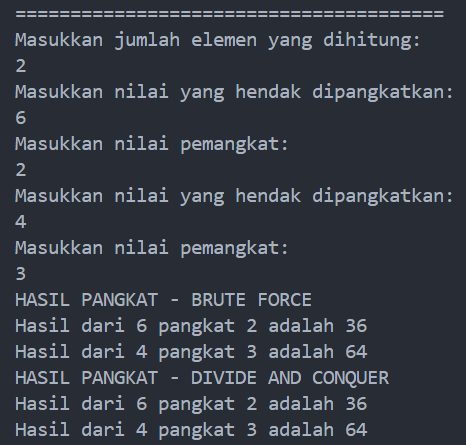 =======================================
Masukkan jumlah elemen yang dihitung:
2
Masukkan nilai yang hendak dipangkatkan:
6
Masukkan nilai pemangkat:
2
Masukkan nilai yang hendak dipangkatkan:
4
Masukkan nilai pemangkat:
3
HASIL PANGKAT - BRUTE FORCE
Hasil dari 6 pangkat 2 adalah 36
Hasil dari 4 pangkat 3 adalah 64
HASIL PANGKAT - DIVIDE AND CONQUER
Hasil dari 6 pangkat 2 adalah 36
Hasil dari 4 pangkat 3 adalah 64